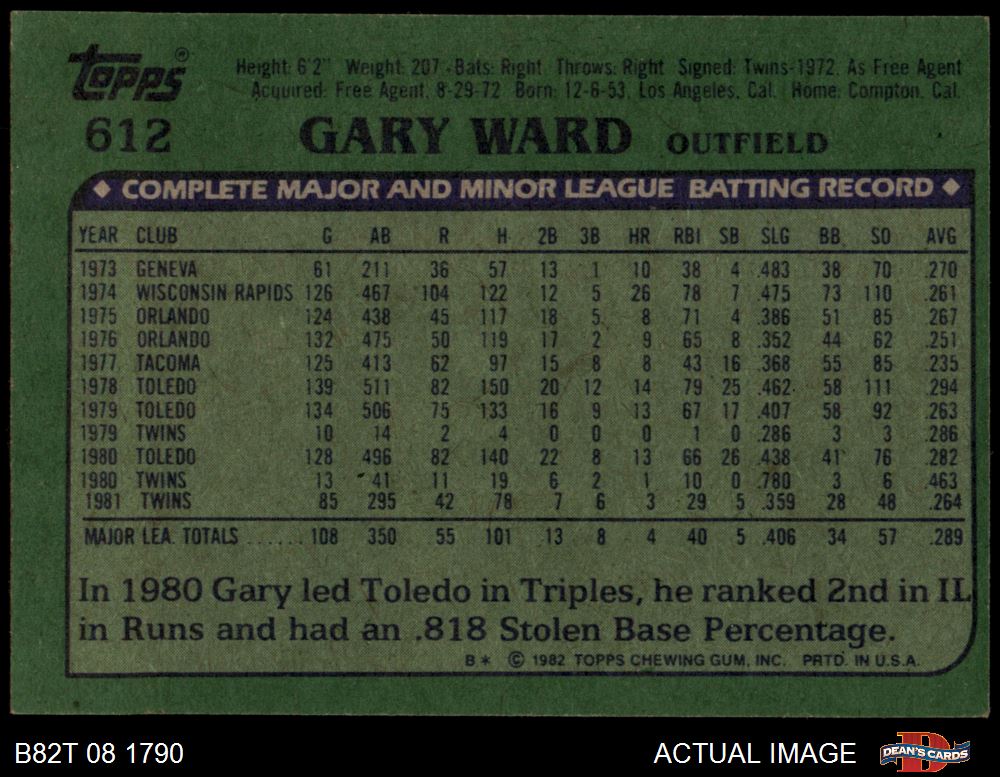 TOPPS®
Height: 6'2" Weight: 207 Bats: Right Throws: Right Signed: Twins-1972, As Free Agent
Acquired: Free Agent, 8-29-72 Born: 12-6-53, Los Angeles, Cal. Home: Compton, Cal.
612 GARY WARD OUTFIELD
◆ COMPLETE MAJOR AND MINOR LEAGUE BATTING RECORD ◆
YEAR CLUB G AB R H 2B 3B HR RBI SB SLG BB SO AVG
1973 GENEVA 61 211 36 57 13 1 10 38 4 .483 38 70 .270
1974 WISCONSIN RAPIDS 126 467 104 122 12 5 26 78 7 .475 73 110 .261
1975 ORLANDO 124 438 45 117 18 5 8 71 4 .386 51 85 .267
1976 ORLANDO 132 475 50 119 17 2 9 65 8 .352 44 62 .251
1977 TACOMA 125 413 62 97 15 8 8 43 16 .368 55 85 .235
1978 TOLEDO 139 511 82 150 20 12 14 79 25 .462 58 111 .294
1979 TOLEDO 134 506 75 133 16 9 13 67 17 .407 58 92 .263
1979 TWINS 10 14 2 4 0 0 0 1 0 .286 3 3 .286
1980 TOLEDO 128 496 82 140 22 8 13 66 26 .438 41 76 .282
1980 TWINS 13 41 11 19 6 2 1 10 0 .780 3 6 .463
1981 TWINS 85 295 42 78 7 6 3 29 5 .359 28 48 .264
MAJOR LEA. TOTALS ...... 108 350 55 101 13 8 4 40 5 .406 34 57 .289
In 1980 Gary led Toledo in Triples, he ranked 2nd in IL
in Runs and had an .818 Stolen Base Percentage.
B* © 1982 TOPPS CHEWING GUM, INC. PRTD. IN U.S.A.
B82T 08 1790 ACTUAL IMAGE DEAN'S CARDS